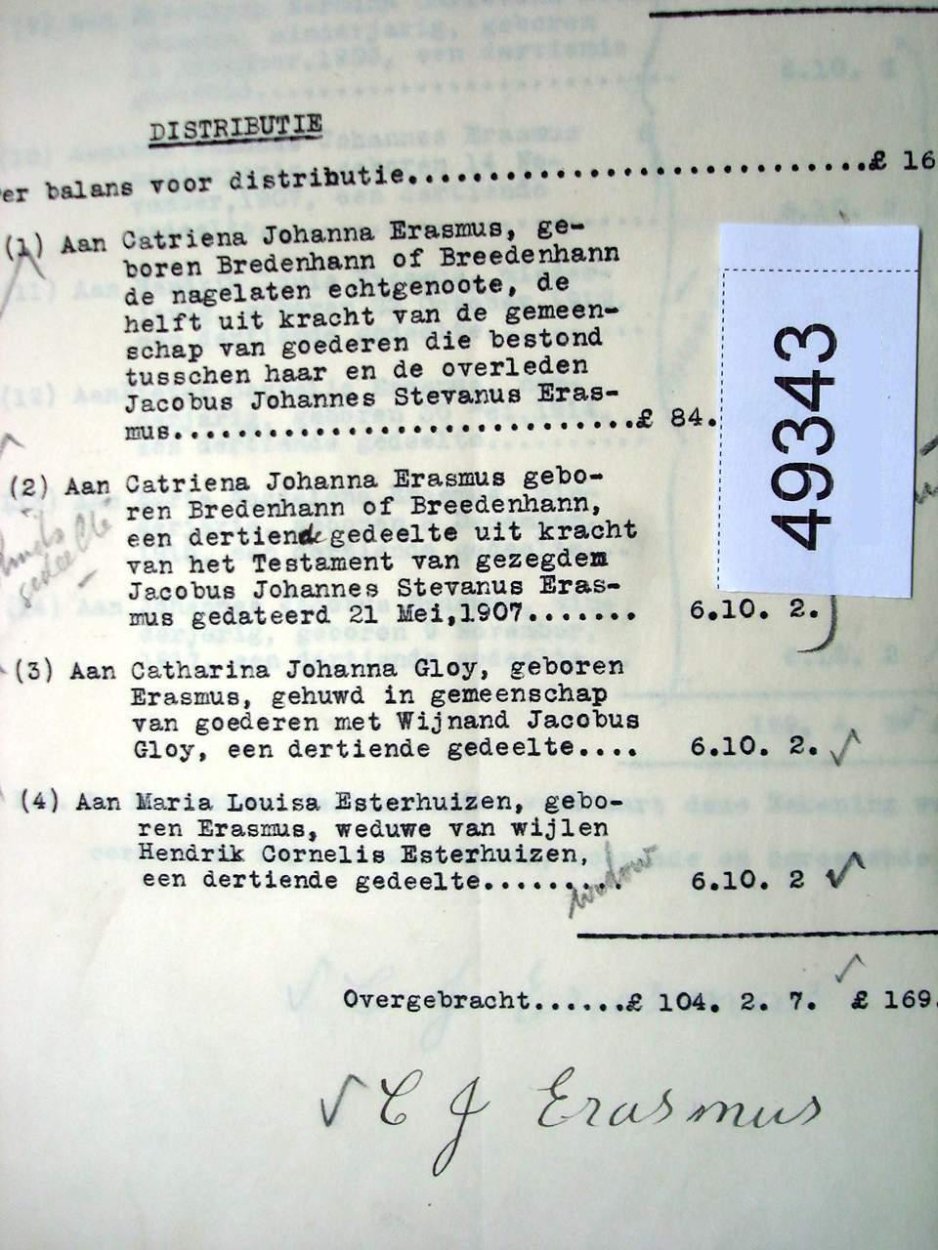 DISTRIBUTIE
er balans voor distributie..............................£ 16
(1) Aan Catriena Johanna Erasmus, ge-
boren Bredenhann of Breedenhann
de nagelaten echtgenoote, de
helft uit kracht van de gemeen-
schap van goederen die bestond
tusschen haar en de overleden
Jacobus Johannes Stevanus Eras-
mus..............................£ 84.
49343
(2) Aan Catriena Johanna Erasmus gebo-
ren Bredenhann of Breedenhann,
een dertiende gedeelte uit kracht
van het Testament van gezegdem
Jacobus Johannes Stevanus Eras-
mus gedateerd 21 Mei,1907....... 6.10. 2.
gedeelte
(3) Aan Catharina Johanna Gloy, geboren
Erasmus, gehuwd in gemeenschap
van goederen met Wijnand Jacobus
Gloy, een dertiende gedeelte.... 6.10. 2. √
(4) Aan Maria Louisa Esterhuizen, gebo-
ren Erasmus, weduwe van wijlen
Hendrik Cornelis Esterhuizen,
een dertiende gedeelte......... 6.10. 2 √
widow
Overgebracht......£ 104. 2. 7. √ £ 169.
√ C J Erasmus